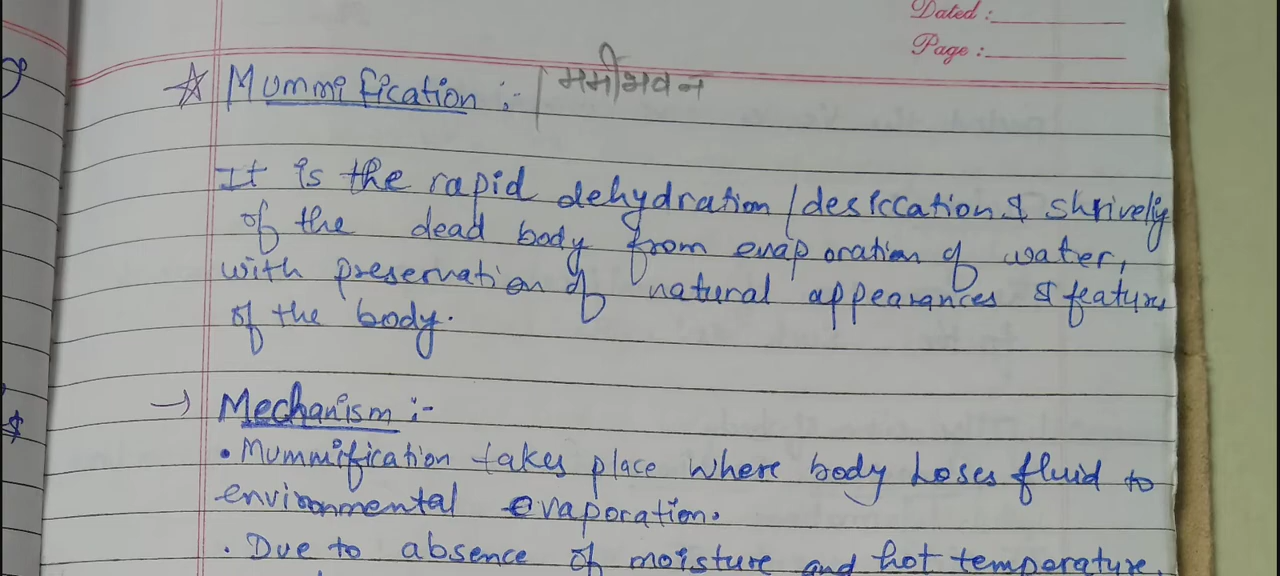 Dated :
Page :
☆ Mummification :- | ममीभवन
It is the rapid dehydration/desiccation & shrively
of the dead body from evaporation of water,
with preservation of natural appearances & features
of the body.
→ Mechanism :-
• Mummification takes place where body loses fluid to
environmental evaporation.
• Due to absence of moisture and hot temperature,